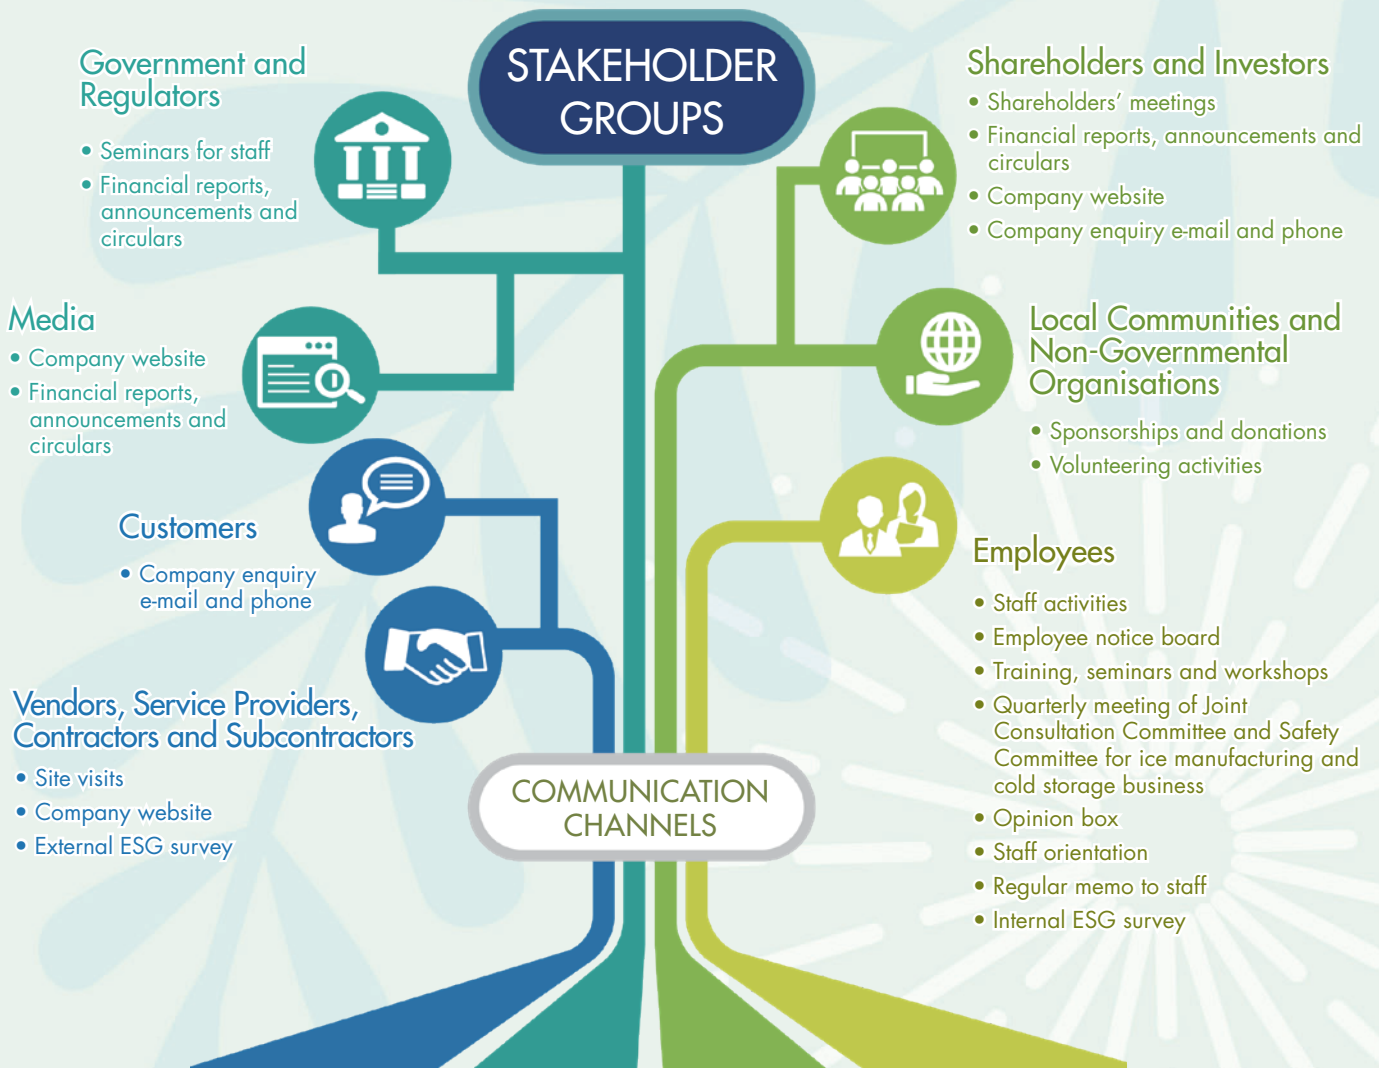 STAKEHOLDER
GROUPS
Government and
Regulators
• Seminars for staff
• Financial reports,
announcements and
circulars
Media
• Company website
• Financial reports,
announcements and
circulars
Customers
• Company enquiry
e-mail and phone
Vendors, Service Providers,
Contractors and Subcontractors
• Site visits
• Company website
• External ESG survey
Shareholders and Investors
• Shareholders’ meetings
• Financial reports, announcements and
circulars
• Company website
• Company enquiry e-mail and phone
Local Communities and
Non-Governmental
Organisations
• Sponsorships and donations
• Volunteering activities
Employees
• Staff activities
• Employee notice board
• Training, seminars and workshops
• Quarterly meeting of Joint
Consultation Committee and Safety
Committee for ice manufacturing and
cold storage business
• Opinion box
• Staff orientation
• Regular memo to staff
• Internal ESG survey
COMMUNICATION
CHANNELS